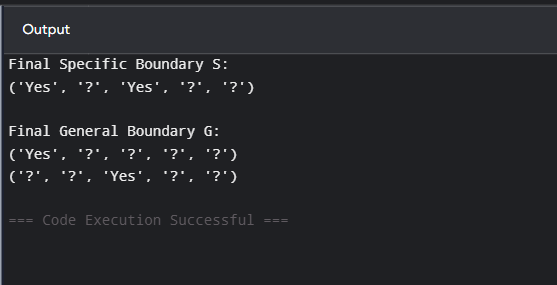 Output
Final Specific Boundary S:
('Yes', '?', 'Yes', '?', '?')
Final General Boundary G:
('Yes', '?', '?', '?', '?')
('?', '?', 'Yes', '?', '?')
=== Code Execution Successful ===